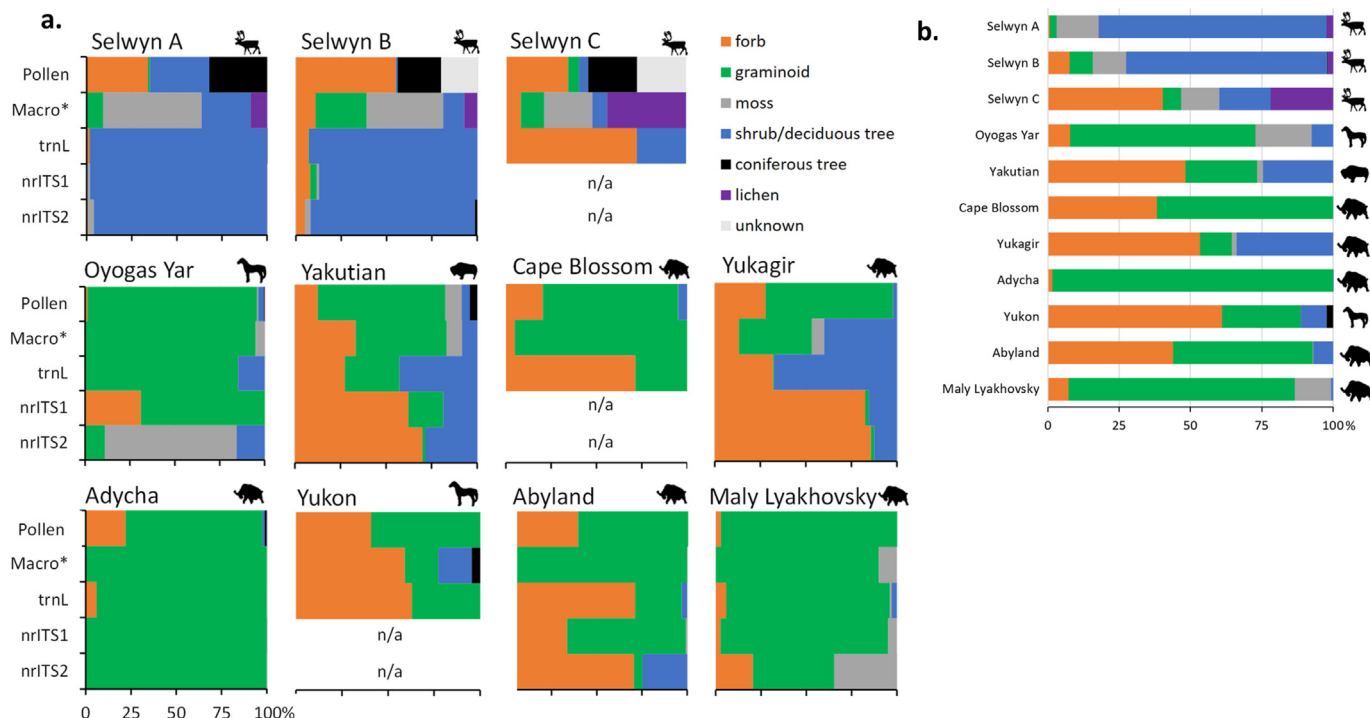 a.
Selwyn A
Selwyn B
Selwyn C
Pollen
Macro*
trnL
nrITS1
nrITS2
n/a
n/a
forb
graminoid
moss
shrub/deciduous tree
coniferous tree
lichen
unknown
Oyogas Yar
Yakutian
Cape Blossom
Yukagir
Pollen
Macro*
trnL
nrITS1
nrITS2
n/a
n/a
Adycha
Yukon
Abyland
Maly Lyakhovsky
Pollen
Macro*
trnL
nrITS1
nrITS2
n/a
n/a
0 25 50 75 100%
b.
Selwyn A
Selwyn B
Selwyn C
Oyogas Yar
Yakutian
Cape Blossom
Yukagir
Adycha
Yukon
Abyland
Maly Lyakhovsky
0 25 50 75 100%